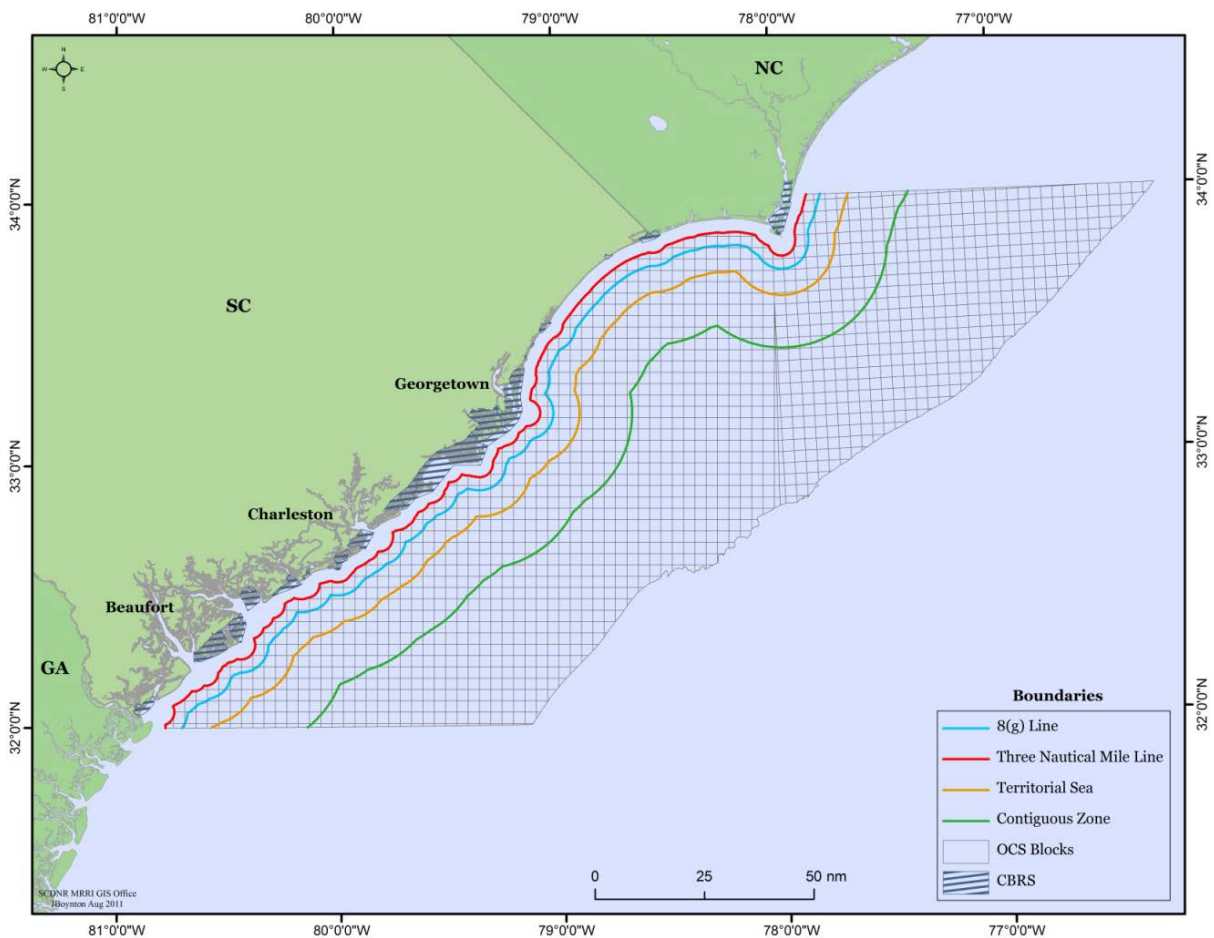 81°0'0"W 80°0'0"W 79°0'0"W 78°0'0"W 77°0'0"W
N
W E
S
NC
34°0'0"N 34°0'0"N
SC
Georgetown
33°0'0"N 33°0'0"N
Charleston
Beaufort
GA
32°0'0"N 32°0'0"N
Boundaries
8(g) Line
Three Nautical Mile Line
Territorial Sea
Contiguous Zone
OCS Blocks
CBRS
0 25 50 nm
SCDNR MRRI GIS Office
JBoynton Aug 2011
81°0'0"W 80°0'0"W 79°0'0"W 78°0'0"W 77°0'0"W